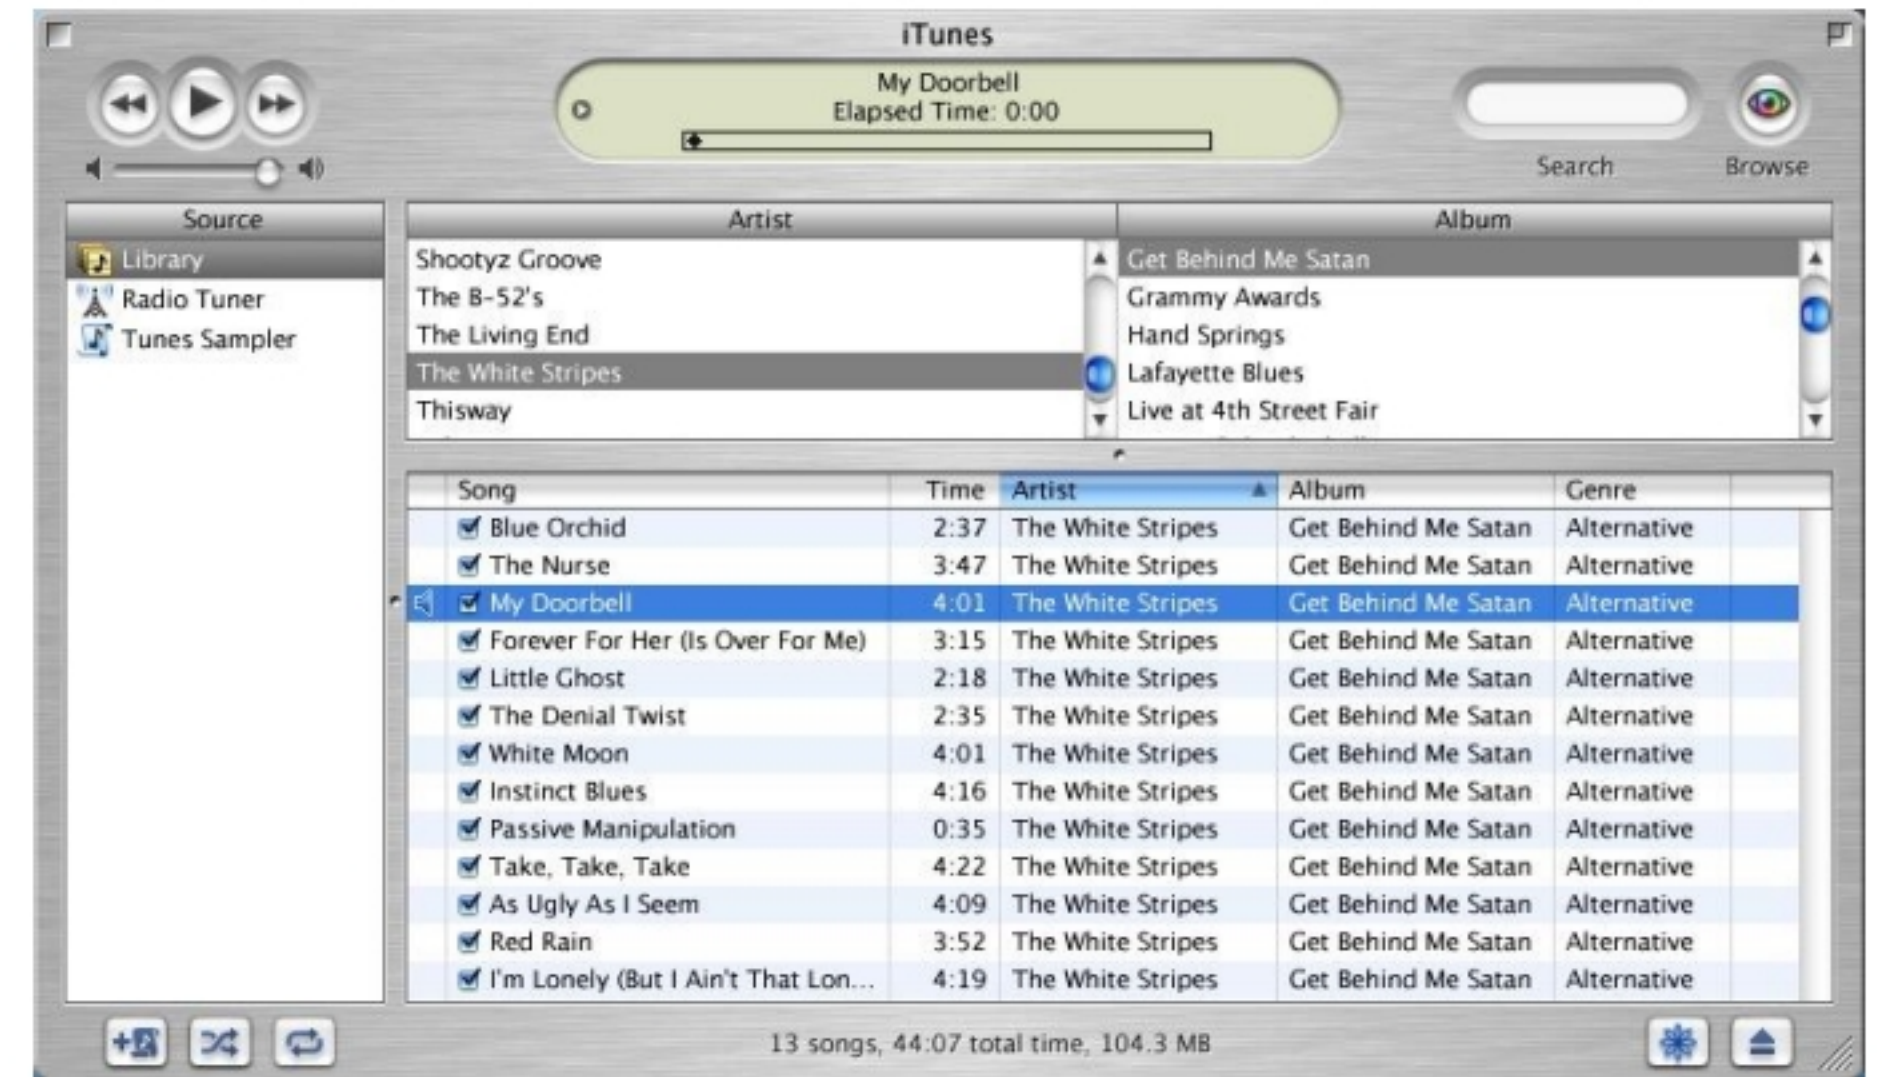 iTunes
My Doorbell
Elapsed Time: 0:00
Search
Browse
Source
Library
Radio Tuner
Tunes Sampler
Artist
Shootyz Groove
The B-52's
The Living End
The White Stripes
Thisway
Album
Get Behind Me Satan
Grammy Awards
Hand Springs
Lafayette Blues
Live at 4th Street Fair
Song Time Artist Album Genre
Blue Orchid 2:37 The White Stripes Get Behind Me Satan Alternative
The Nurse 3:47 The White Stripes Get Behind Me Satan Alternative
My Doorbell 4:01 The White Stripes Get Behind Me Satan Alternative
Forever For Her (Is Over For Me) 3:15 The White Stripes Get Behind Me Satan Alternative
Little Ghost 2:18 The White Stripes Get Behind Me Satan Alternative
The Denial Twist 2:35 The White Stripes Get Behind Me Satan Alternative
White Moon 4:01 The White Stripes Get Behind Me Satan Alternative
Instinct Blues 4:16 The White Stripes Get Behind Me Satan Alternative
Passive Manipulation 0:35 The White Stripes Get Behind Me Satan Alternative
Take, Take, Take 4:22 The White Stripes Get Behind Me Satan Alternative
As Ugly As I Seem 4:09 The White Stripes Get Behind Me Satan Alternative
Red Rain 3:52 The White Stripes Get Behind Me Satan Alternative
I'm Lonely (But I Ain't That Lon... 4:19 The White Stripes Get Behind Me Satan Alternative
13 songs, 44:07 total time, 104.3 MB